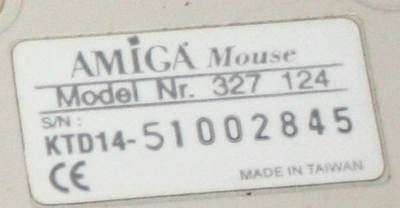 AMiGA Mouse
Model Nr. 327 124
S/N:
KTD14-51002845
CE MADE IN TAIWAN